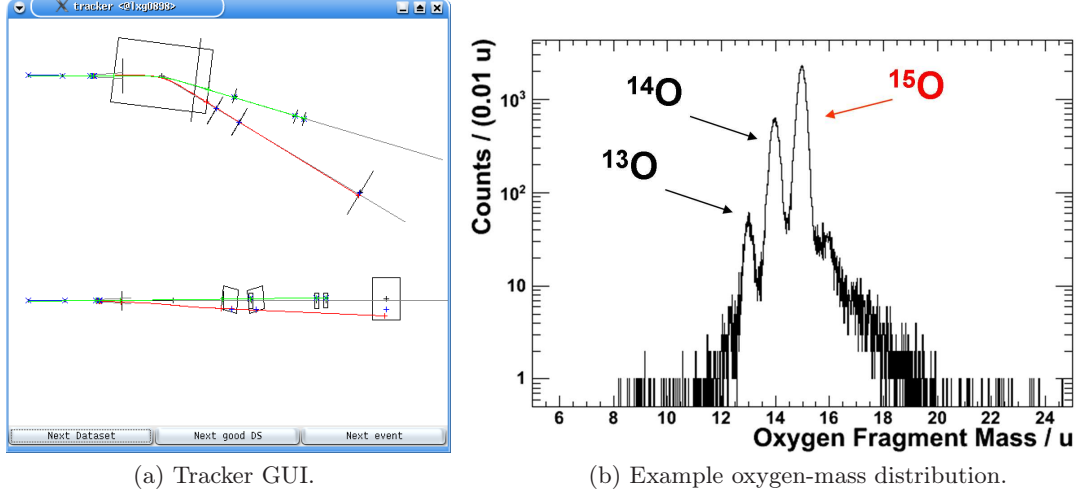 tracker <@lxg0898>
Next Dataset
Next good DS
Next event
(a) Tracker GUI.
Counts / (0.01 u)
10³
10²
10
1
¹³O
¹⁴O
¹⁵O
6 8 10 12 14 16 18 20 22 24
Oxygen Fragment Mass / u
(b) Example oxygen-mass distribution.